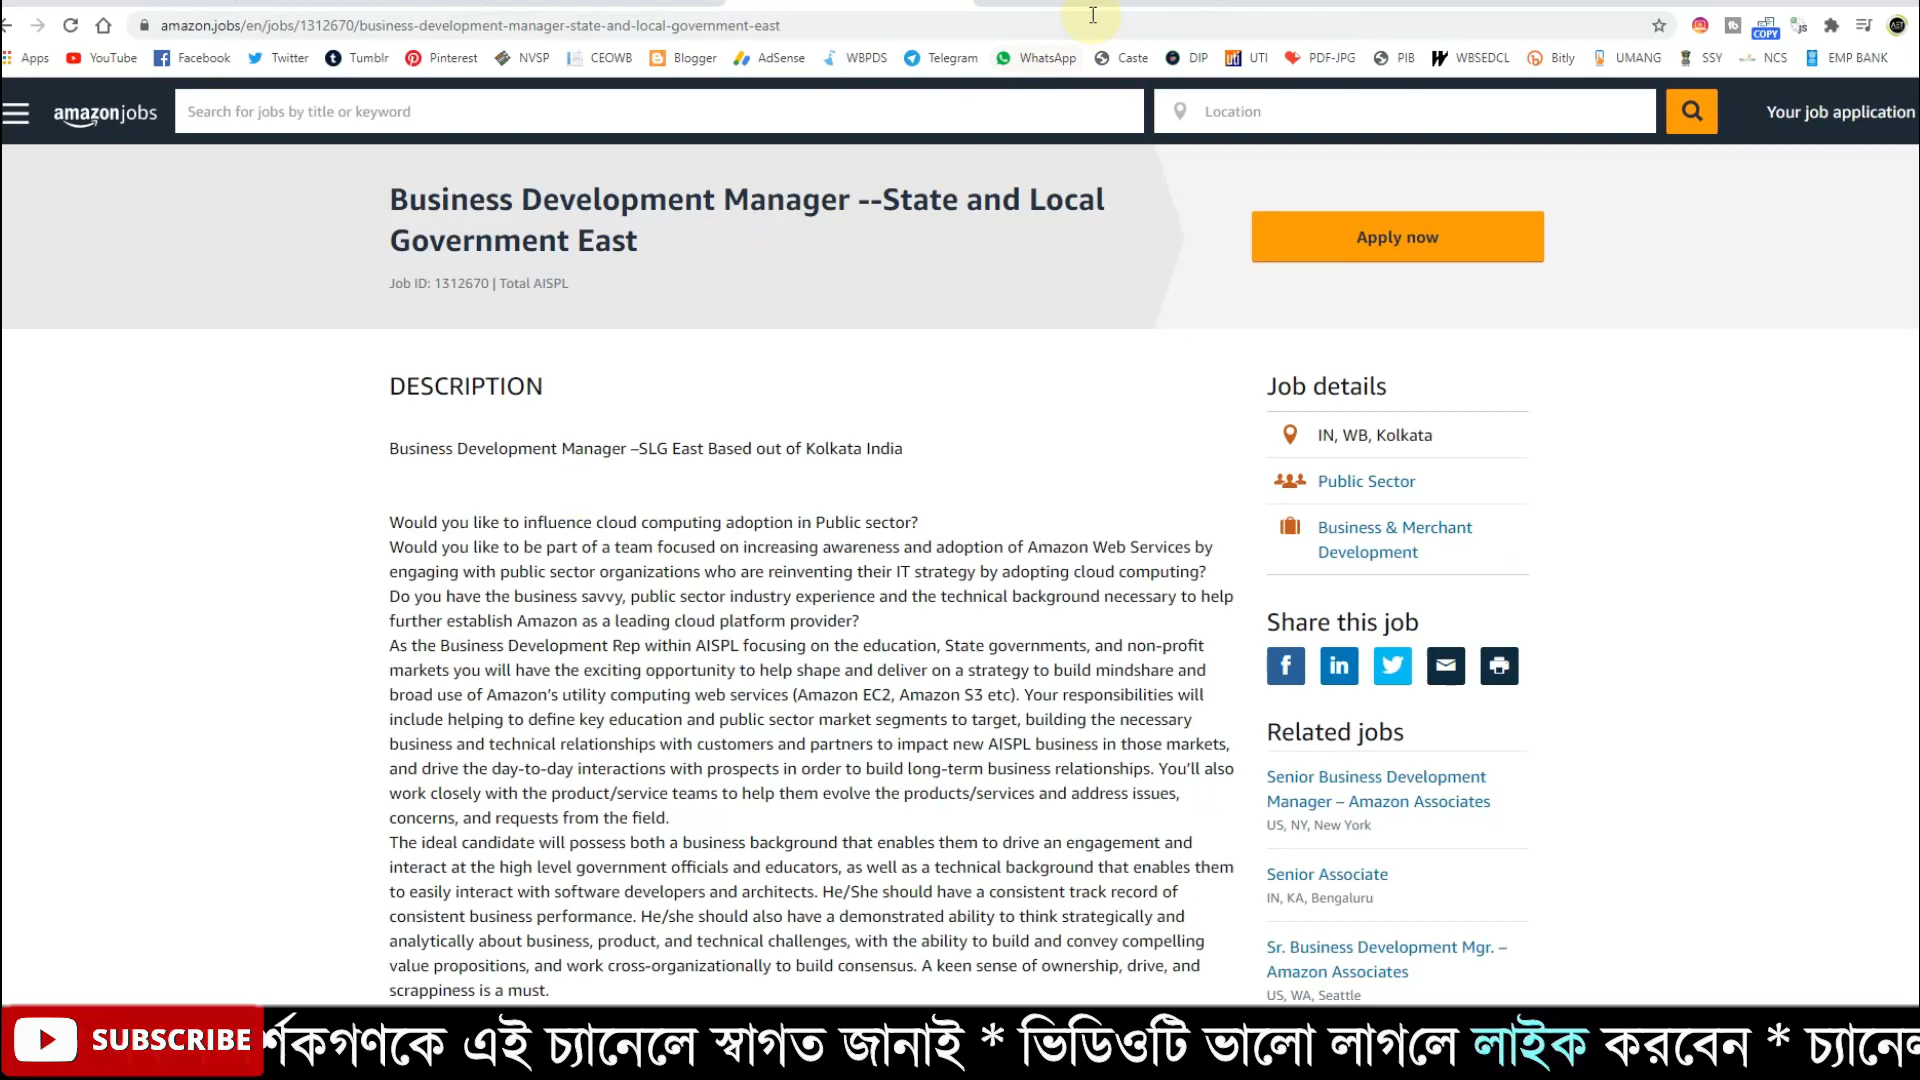 amazon.jobs/en/jobs/1312670/business-development-manager-state-and-local-government-east
COPY
Apps YouTube Facebook Twitter Tumblr Pinterest NVSP CEOWB Blogger AdSense WBPDS Telegram WhatsApp Caste DIP UTI PDF-JPG PIB WBSEDCL Bitly UMANG SSY NCS EMP BANK
amazon jobs Search for jobs by title or keyword Location Your job application
Business Development Manager --State and Local
Government East
Apply now
Job ID: 1312670 | Total AISPL
DESCRIPTION
Business Development Manager –SLG East Based out of Kolkata India
Would you like to influence cloud computing adoption in Public sector?
Would you like to be part of a team focused on increasing awareness and adoption of Amazon Web Services by
engaging with public sector organizations who are reinventing their IT strategy by adopting cloud computing?
Do you have the business savvy, public sector industry experience and the technical background necessary to help
further establish Amazon as a leading cloud platform provider?
As the Business Development Rep within AISPL focusing on the education, State governments, and non-profit
markets you will have the exciting opportunity to help shape and deliver on a strategy to build mindshare and
broad use of Amazon’s utility computing web services (Amazon EC2, Amazon S3 etc). Your responsibilities will
include helping to define key education and public sector market segments to target, building the necessary
business and technical relationships with customers and partners to impact new AISPL business in those markets,
and drive the day-to-day interactions with prospects in order to build long-term business relationships. You’ll also
work closely with the product/service teams to help them evolve the products/services and address issues,
concerns, and requests from the field.
The ideal candidate will possess both a business background that enables them to drive an engagement and
interact at the high level government officials and educators, as well as a technical background that enables them
to easily interact with software developers and architects. He/She should have a consistent track record of
consistent business performance. He/she should also have a demonstrated ability to think strategically and
analytically about business, product, and technical challenges, with the ability to build and convey compelling
value propositions, and work cross-organizationally to build consensus. A keen sense of ownership, drive, and
scrappiness is a must.
Job details
IN, WB, Kolkata
Public Sector
Business & Merchant
Development
Share this job
Related jobs
Senior Business Development
Manager – Amazon Associates
US, NY, New York
Senior Associate
IN, KA, Bengaluru
Sr. Business Development Mgr. –
Amazon Associates
US, WA, Seattle
SUBSCRIBE র্শকগণকে এই চ্যানেলে স্বাগত জানাই * ভিডিওটি ভালো লাগলে লাইক করবেন * চ্যানেল